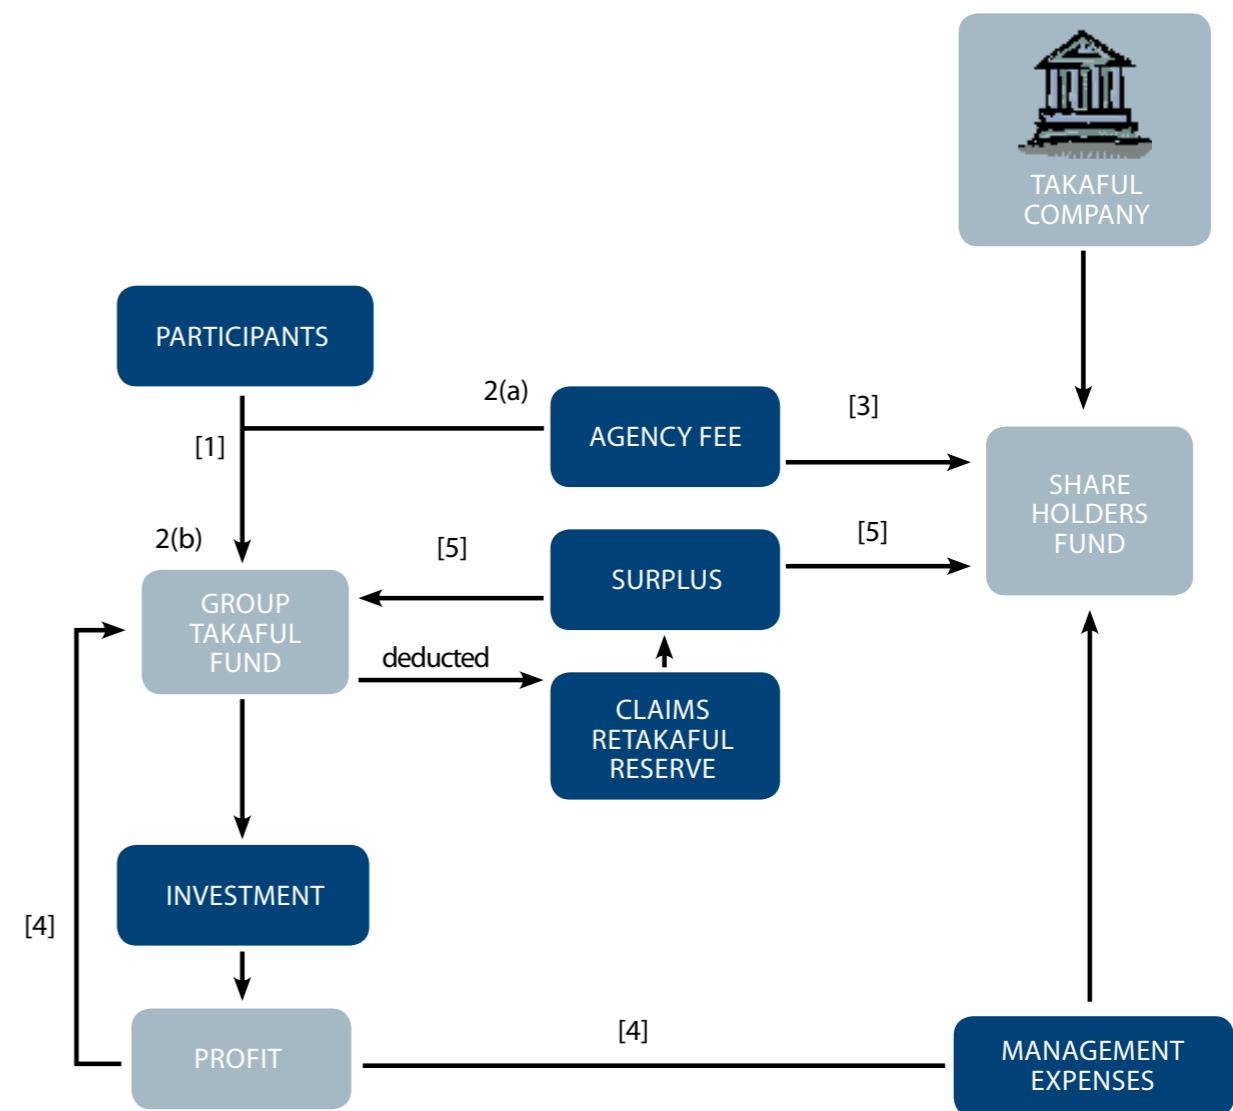 TAKAFUL
COMPANY
PARTICIPANTS
2(a)
AGENCY FEE
[3]
[1]
SHARE
HOLDERS
FUND
2(b)
[5]
SURPLUS
[5]
GROUP
TAKAFUL
FUND
deducted
CLAIMS
RETAKAFUL
RESERVE
INVESTMENT
[4]
PROFIT
[4]
MANAGEMENT
EXPENSES